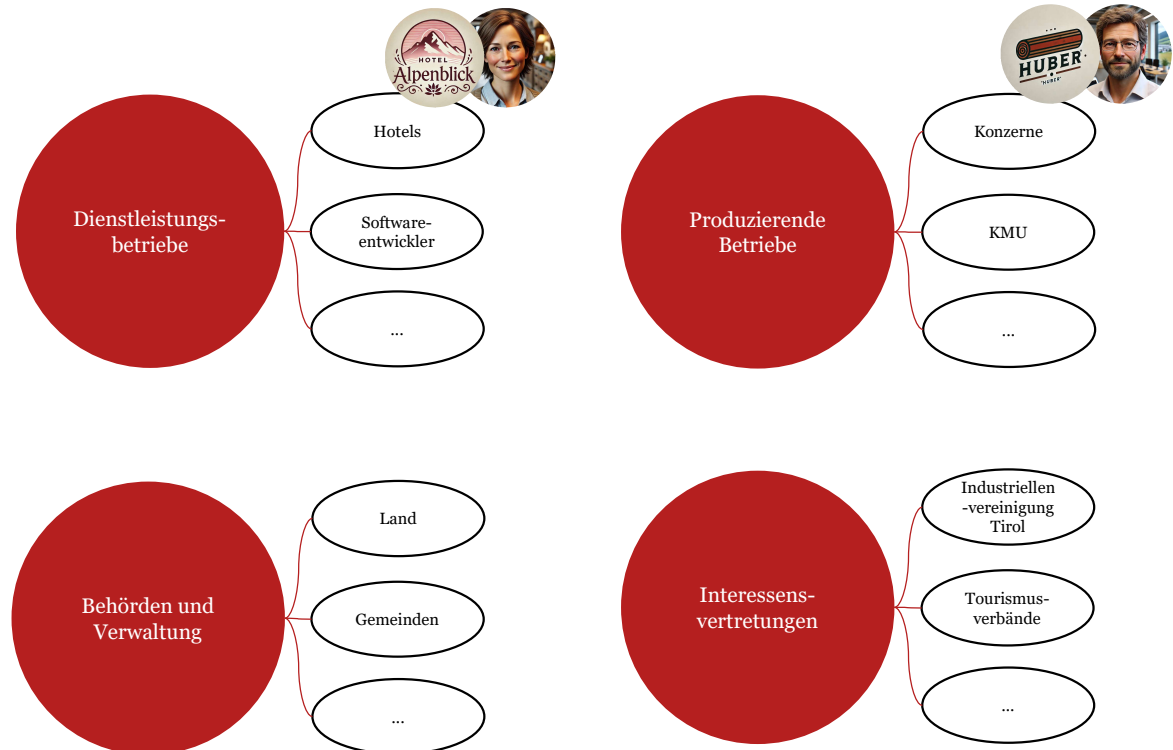 HOTEL
Alpenblick
Hotels
Dienstleistungs-
betriebe
Software-
entwickler
...
HUBER
"HUBER"
Konzerne
Produzierende
Betriebe
KMU
...
Land
Behörden und
Verwaltung
Gemeinden
...
Industriellen
-vereinigung
Tirol
Interessens-
vertretungen
Tourismus-
verbände
...